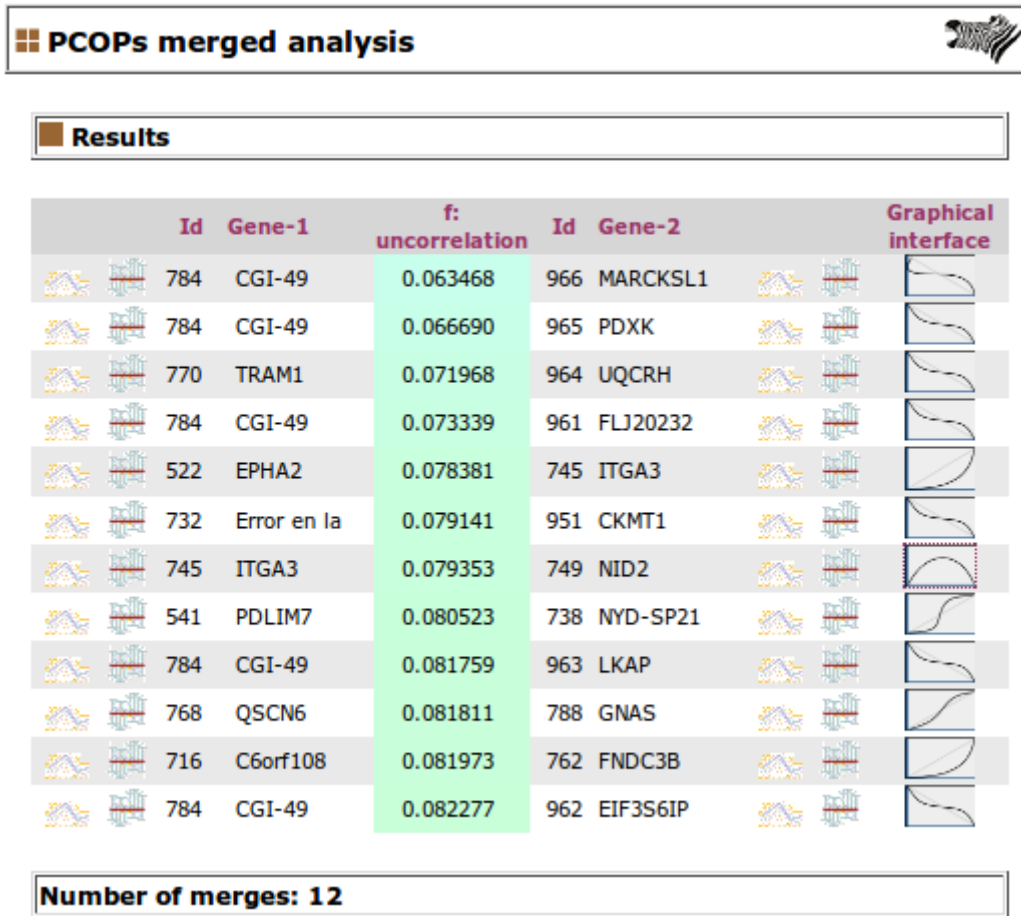 PCOPs merged analysis
Results
Id Gene-1 f: uncorrelation Id Gene-2 Graphical interface
784 CGI-49 0.063468 966 MARCKSL1
784 CGI-49 0.066690 965 PDXK
770 TRAM1 0.071968 964 UQCRH
784 CGI-49 0.073339 961 FLJ20232
522 EPHA2 0.078381 745 ITGA3
732 Error en la 0.079141 951 CKMT1
745 ITGA3 0.079353 749 NID2
541 PDLIM7 0.080523 738 NYD-SP21
784 CGI-49 0.081759 963 LKAP
768 QSCN6 0.081811 788 GNAS
716 C6orf108 0.081973 762 FNDC3B
784 CGI-49 0.082277 962 EIF3S6IP
Number of merges: 12